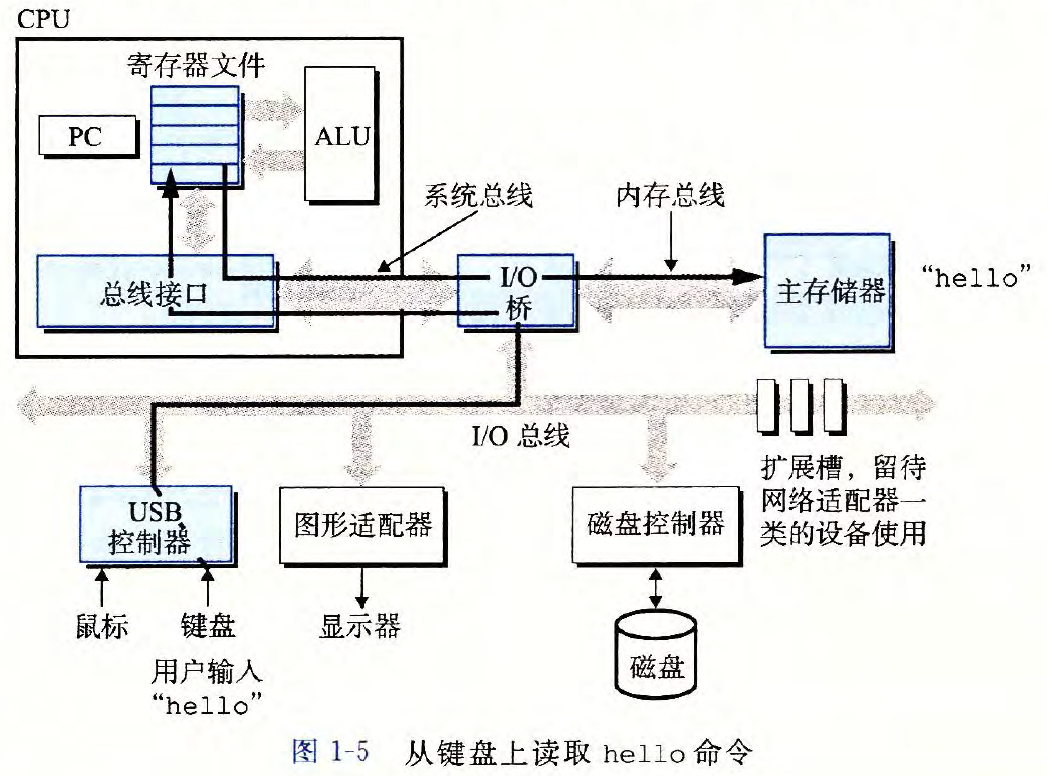 CPU
寄存器文件
PC
ALU
系统总线
内存总线
总线接口
I/O
桥
主存储器
“hello”
I/O 总线
扩展槽，留待
网络适配器一
类的设备使用
USB
控制器
图形适配器
磁盘控制器
鼠标
键盘
显示器
磁盘
用户输入
“hello”
图 1-5 从键盘上读取 hello 命令